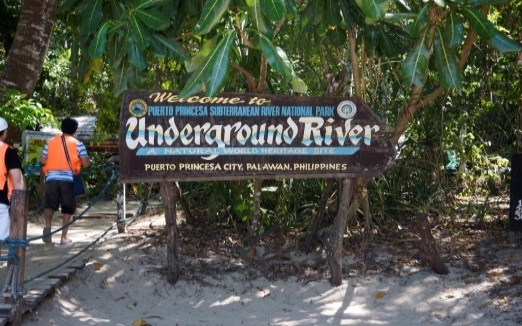 Welcome to
PUERTO PRINCESA SUBTERRANEAN RIVER NATIONAL PARK
Underground River
A NATURAL WORLD HERITAGE SITE
PUERTO PRINCESA CITY, PALAWAN, PHILIPPINES